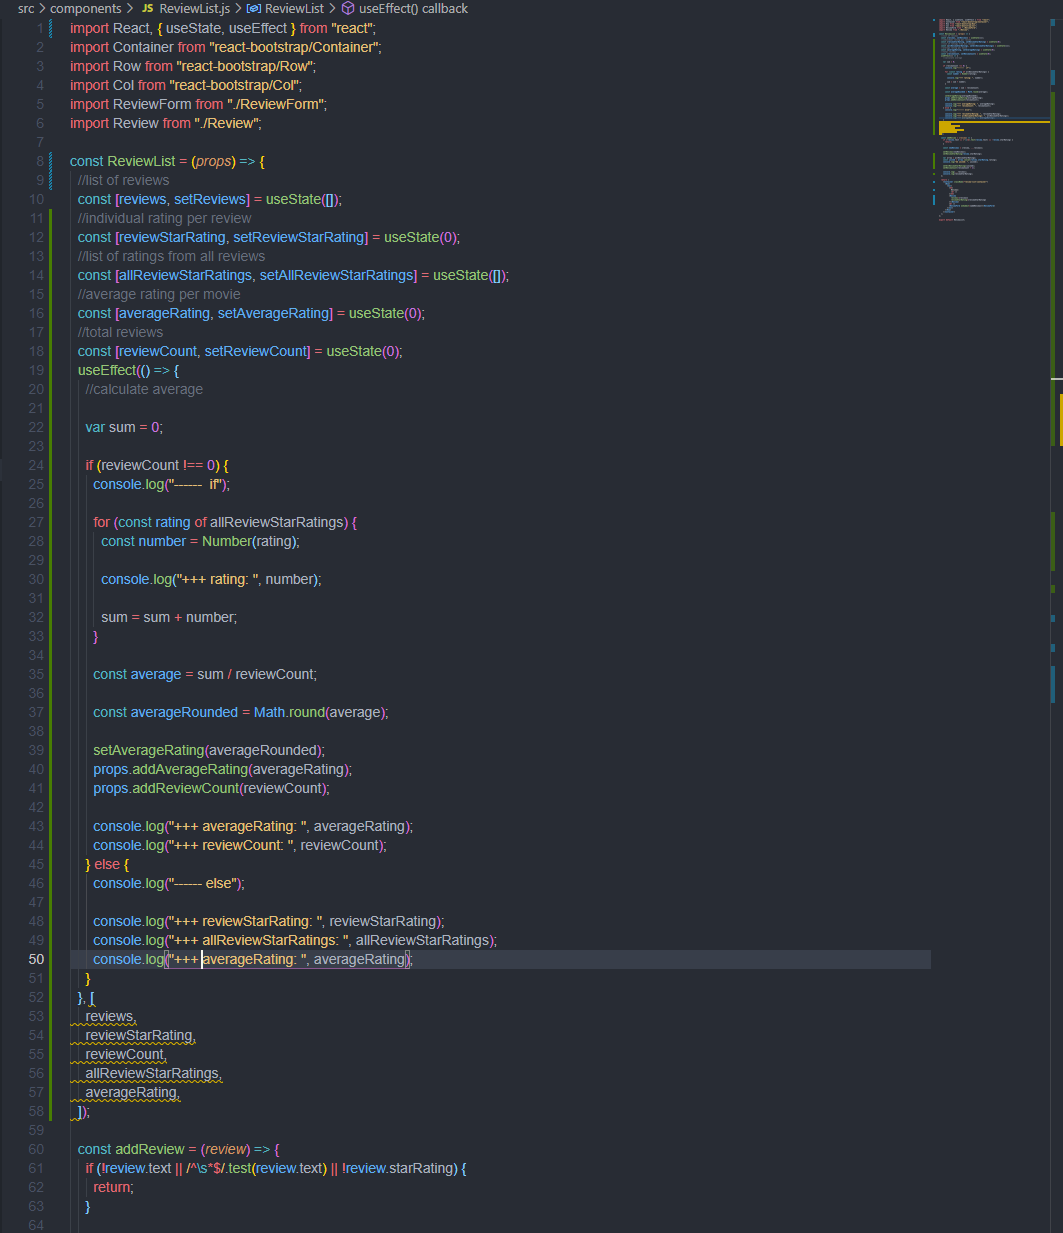 src > components > JS ReviewList.js > ReviewList > useEffect() callback
1 import React, { useState, useEffect } from "react";
2 import Container from "react-bootstrap/Container";
3 import Row from "react-bootstrap/Row";
4 import Col from "react-bootstrap/Col";
5 import ReviewForm from "./ReviewForm";
6 import Review from "./Review";
7
8 const ReviewList = (props) => {
9 //list of reviews
10 const [reviews, setReviews] = useState([]);
11 //individual rating per review
12 const [reviewStarRating, setReviewStarRating] = useState(0);
13 //list of ratings from all reviews
14 const [allReviewStarRatings, setAllReviewStarRatings] = useState([]);
15 //average rating per movie
16 const [averageRating, setAverageRating] = useState(0);
17 //total reviews
18 const [reviewCount, setReviewCount] = useState(0);
19 useEffect(() => {
20 //calculate average
21
22 var sum = 0;
23
24 if (reviewCount !== 0) {
25 console.log("------  if");
26
27 for (const rating of allReviewStarRatings) {
28 const number = Number(rating);
29
30 console.log("+++ rating: ", number);
31
32 sum = sum + number;
33 }
34
35 const average = sum / reviewCount;
36
37 const averageRounded = Math.round(average);
38
39 setAverageRating(averageRounded);
40 props.addAverageRating(averageRating);
41 props.addReviewCount(reviewCount);
42
43 console.log("+++ averageRating: ", averageRating);
44 console.log("+++ reviewCount: ", reviewCount);
45 } else {
46 console.log("------ else");
47
48 console.log("+++ reviewStarRating: ", reviewStarRating);
49 console.log("+++ allReviewStarRatings: ", allReviewStarRatings);
50 console.log("+++ averageRating: ", averageRating);
51 }
52 }, [
53 reviews,
54 reviewStarRating,
55 reviewCount,
56 allReviewStarRatings,
57 averageRating,
58 ]);
59
60 const addReview = (review) => {
61 if (!review.text || /^\s*$/.test(review.text) || !review.starRating) {
62 return;
63 }
64